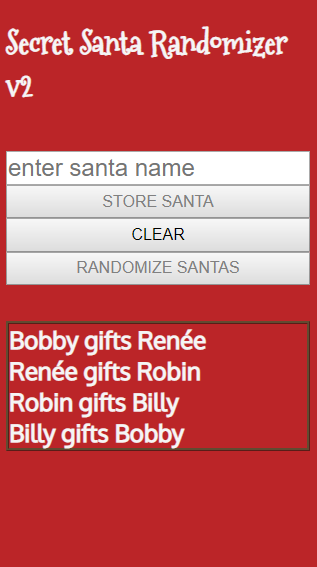 Secret Santa Randomizer
v2
enter santa name
STORE SANTA
CLEAR
RANDOMIZE SANTAS
Bobby gifts Renée
Renée gifts Robin
Robin gifts Billy
Billy gifts Bobby